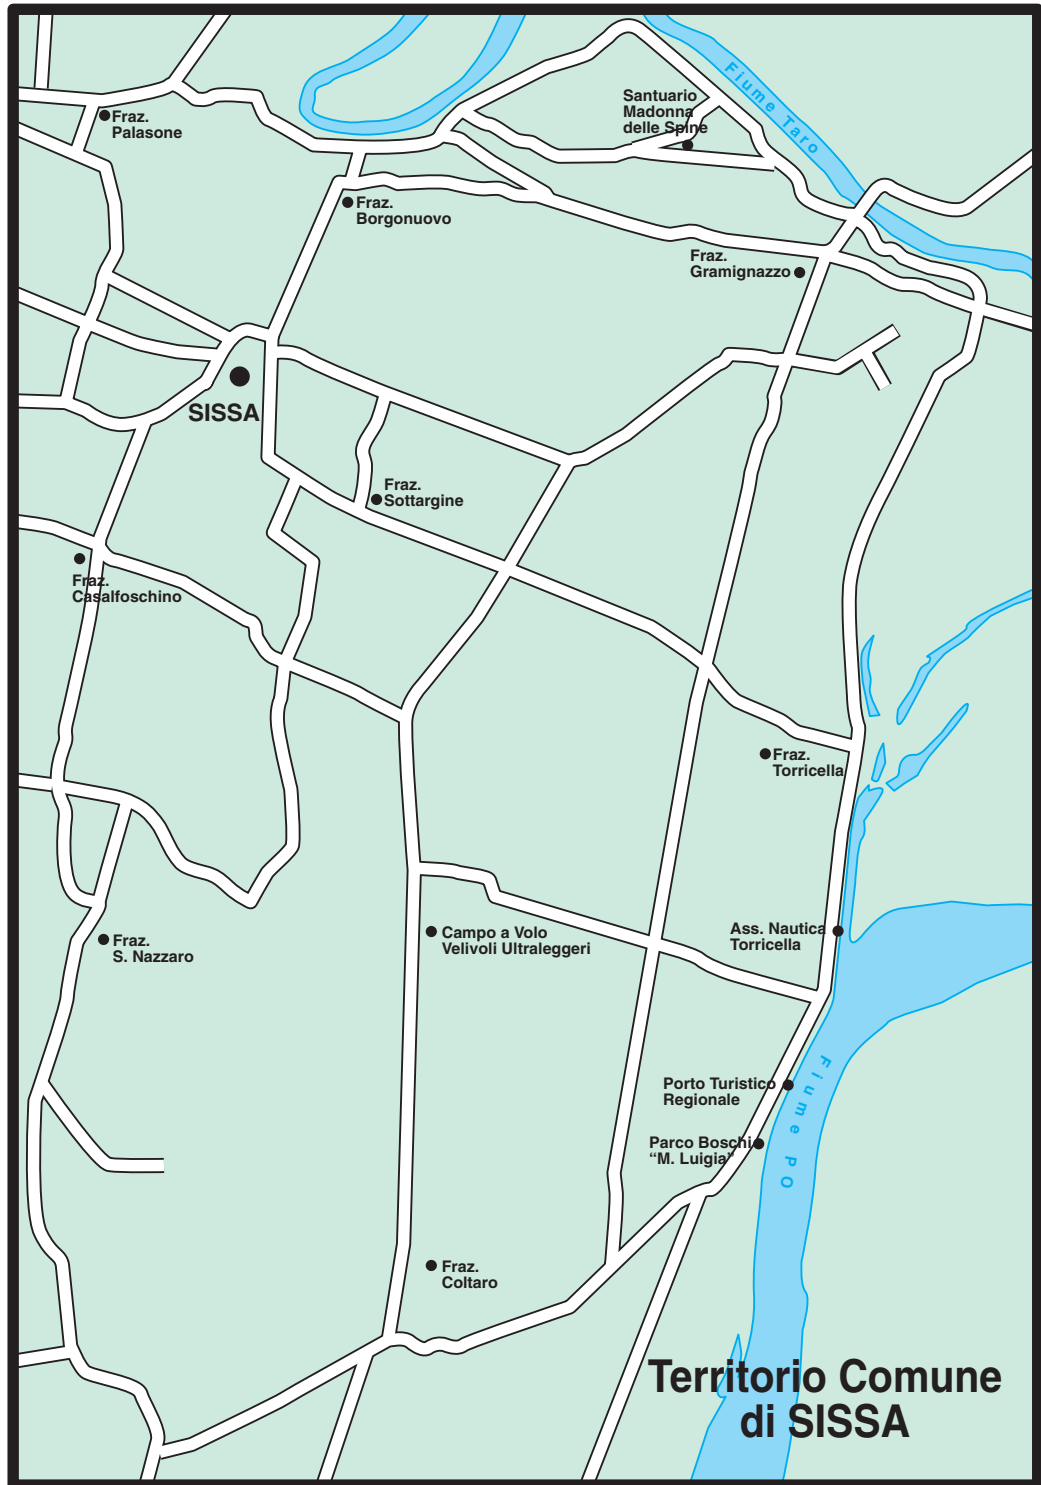 Fiume Taro
Santuario
Madonna
delle Spine
Fraz.
Palasone
Fraz.
Borgonuovo
Fraz.
Gramignazzo
SISSA
Fraz.
Sottargine
Fraz.
Casalfoschino
Fraz.
Torricella
Campo a Volo
Velivoli Ultraleggeri
Ass. Nautica
Torricella
Fraz.
S. Nazzaro
Porto Turistico
Regionale
Fiume PO
Parco Boschi
“M. Luigia”
Fraz.
Coltaro
Territorio Comune
di SISSA